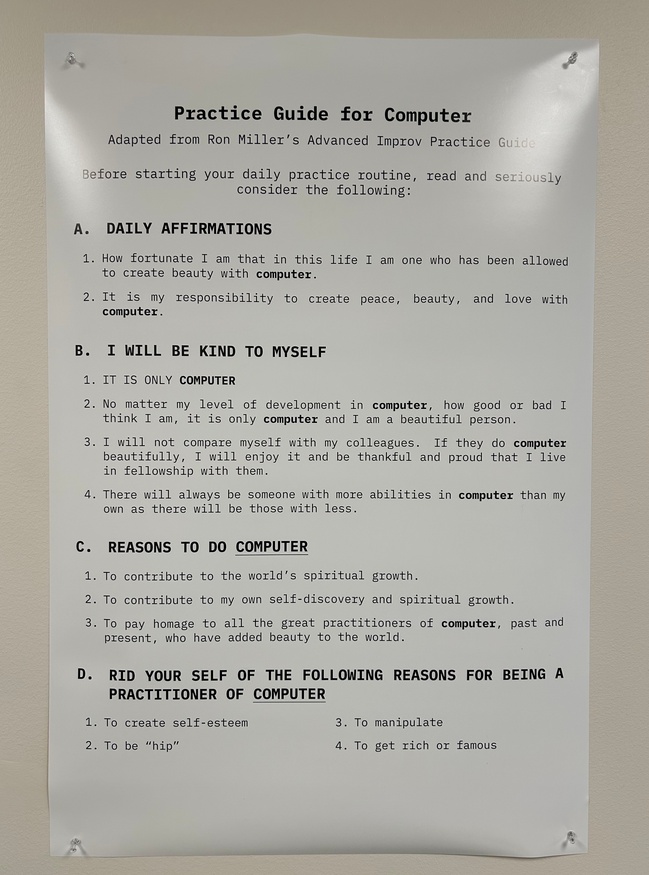 Practice Guide for Computer
Adapted from Ron Miller's Advanced Improv Practice Guide
Before starting your daily practice routine, read and seriously
consider the following:
A. DAILY AFFIRMATIONS
1. How fortunate I am that in this life I am one who has been allowed
to create beauty with computer.
2. It is my responsibility to create peace, beauty, and love with
computer.
B. I WILL BE KIND TO MYSELF
1. IT IS ONLY COMPUTER
2. No matter my level of development in computer, how good or bad I
think I am, it is only computer and I am a beautiful person.
3. I will not compare myself with my colleagues. If they do computer
beautifully, I will enjoy it and be thankful and proud that I live
in fellowship with them.
4. There will always be someone with more abilities in computer than my
own as there will be those with less.
C. REASONS TO DO COMPUTER
1. To contribute to the world's spiritual growth.
2. To contribute to my own self-discovery and spiritual growth.
3. To pay homage to all the great practitioners of computer, past and
present, who have added beauty to the world.
D. RID YOUR SELF OF THE FOLLOWING REASONS FOR BEING A
PRACTITIONER OF COMPUTER
1. To create self-esteem
2. To be “hip”
3. To manipulate
4. To get rich or famous